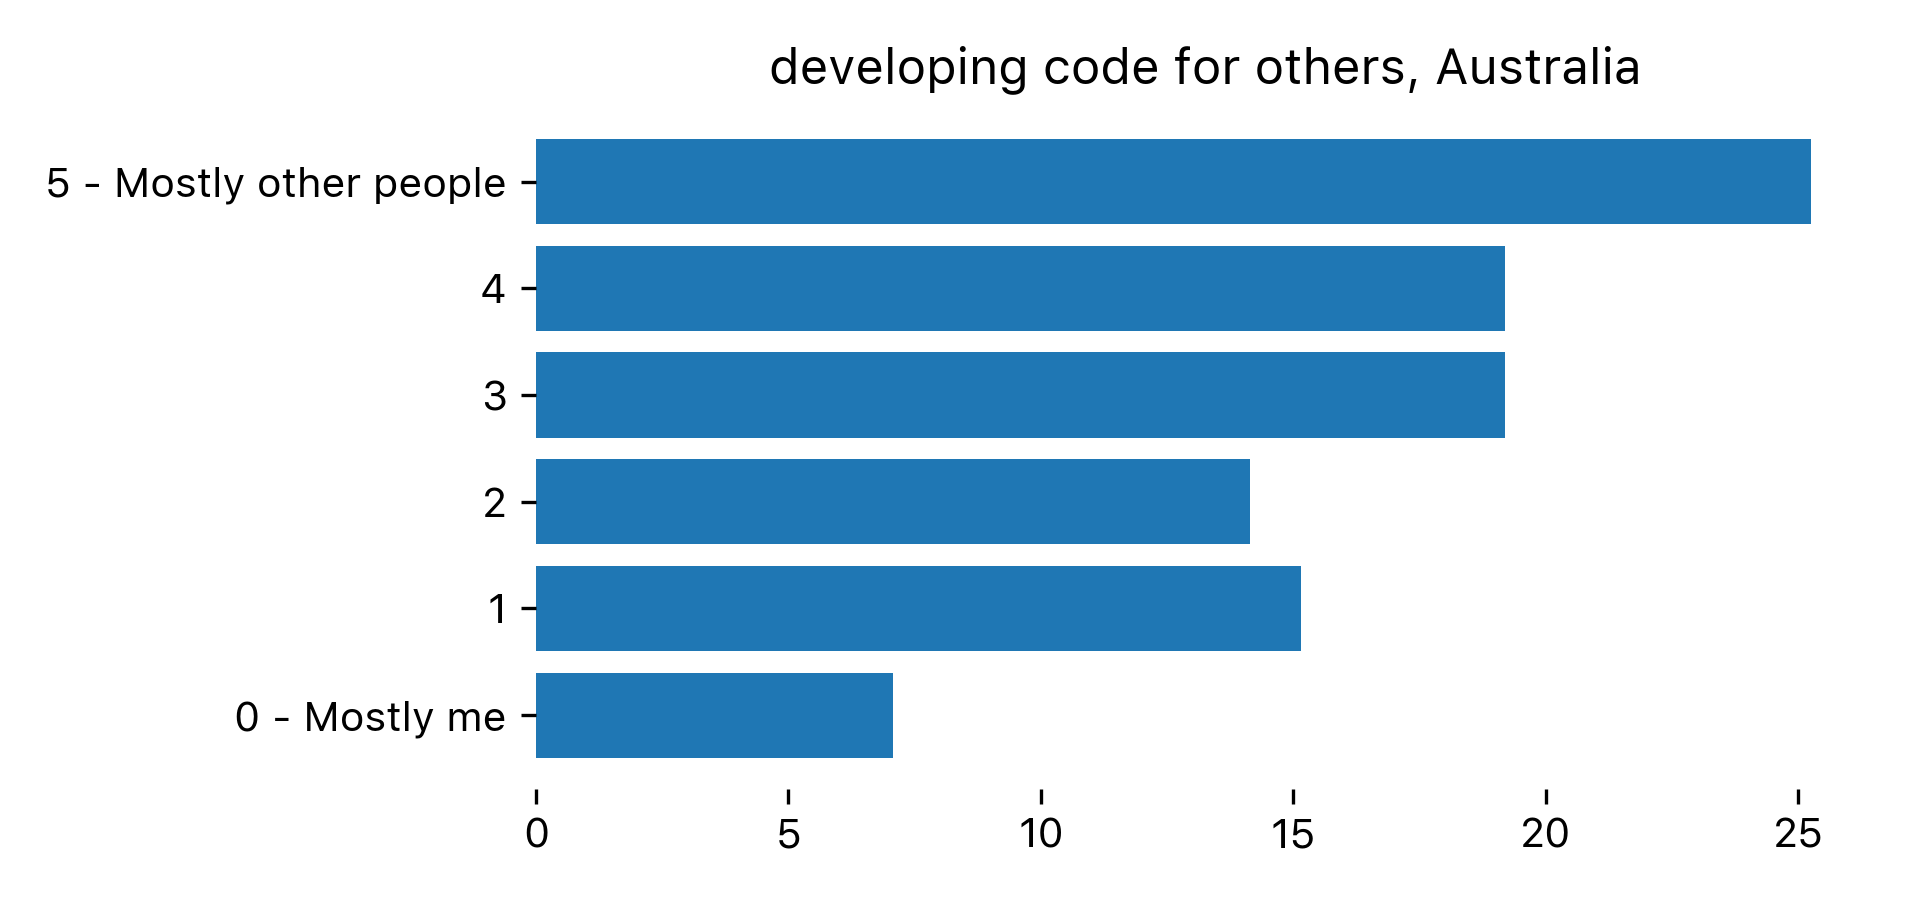 developing code for others, Australia
5 - Mostly other people
4
3
2
1
0 - Mostly me
0 5 10 15 20 25